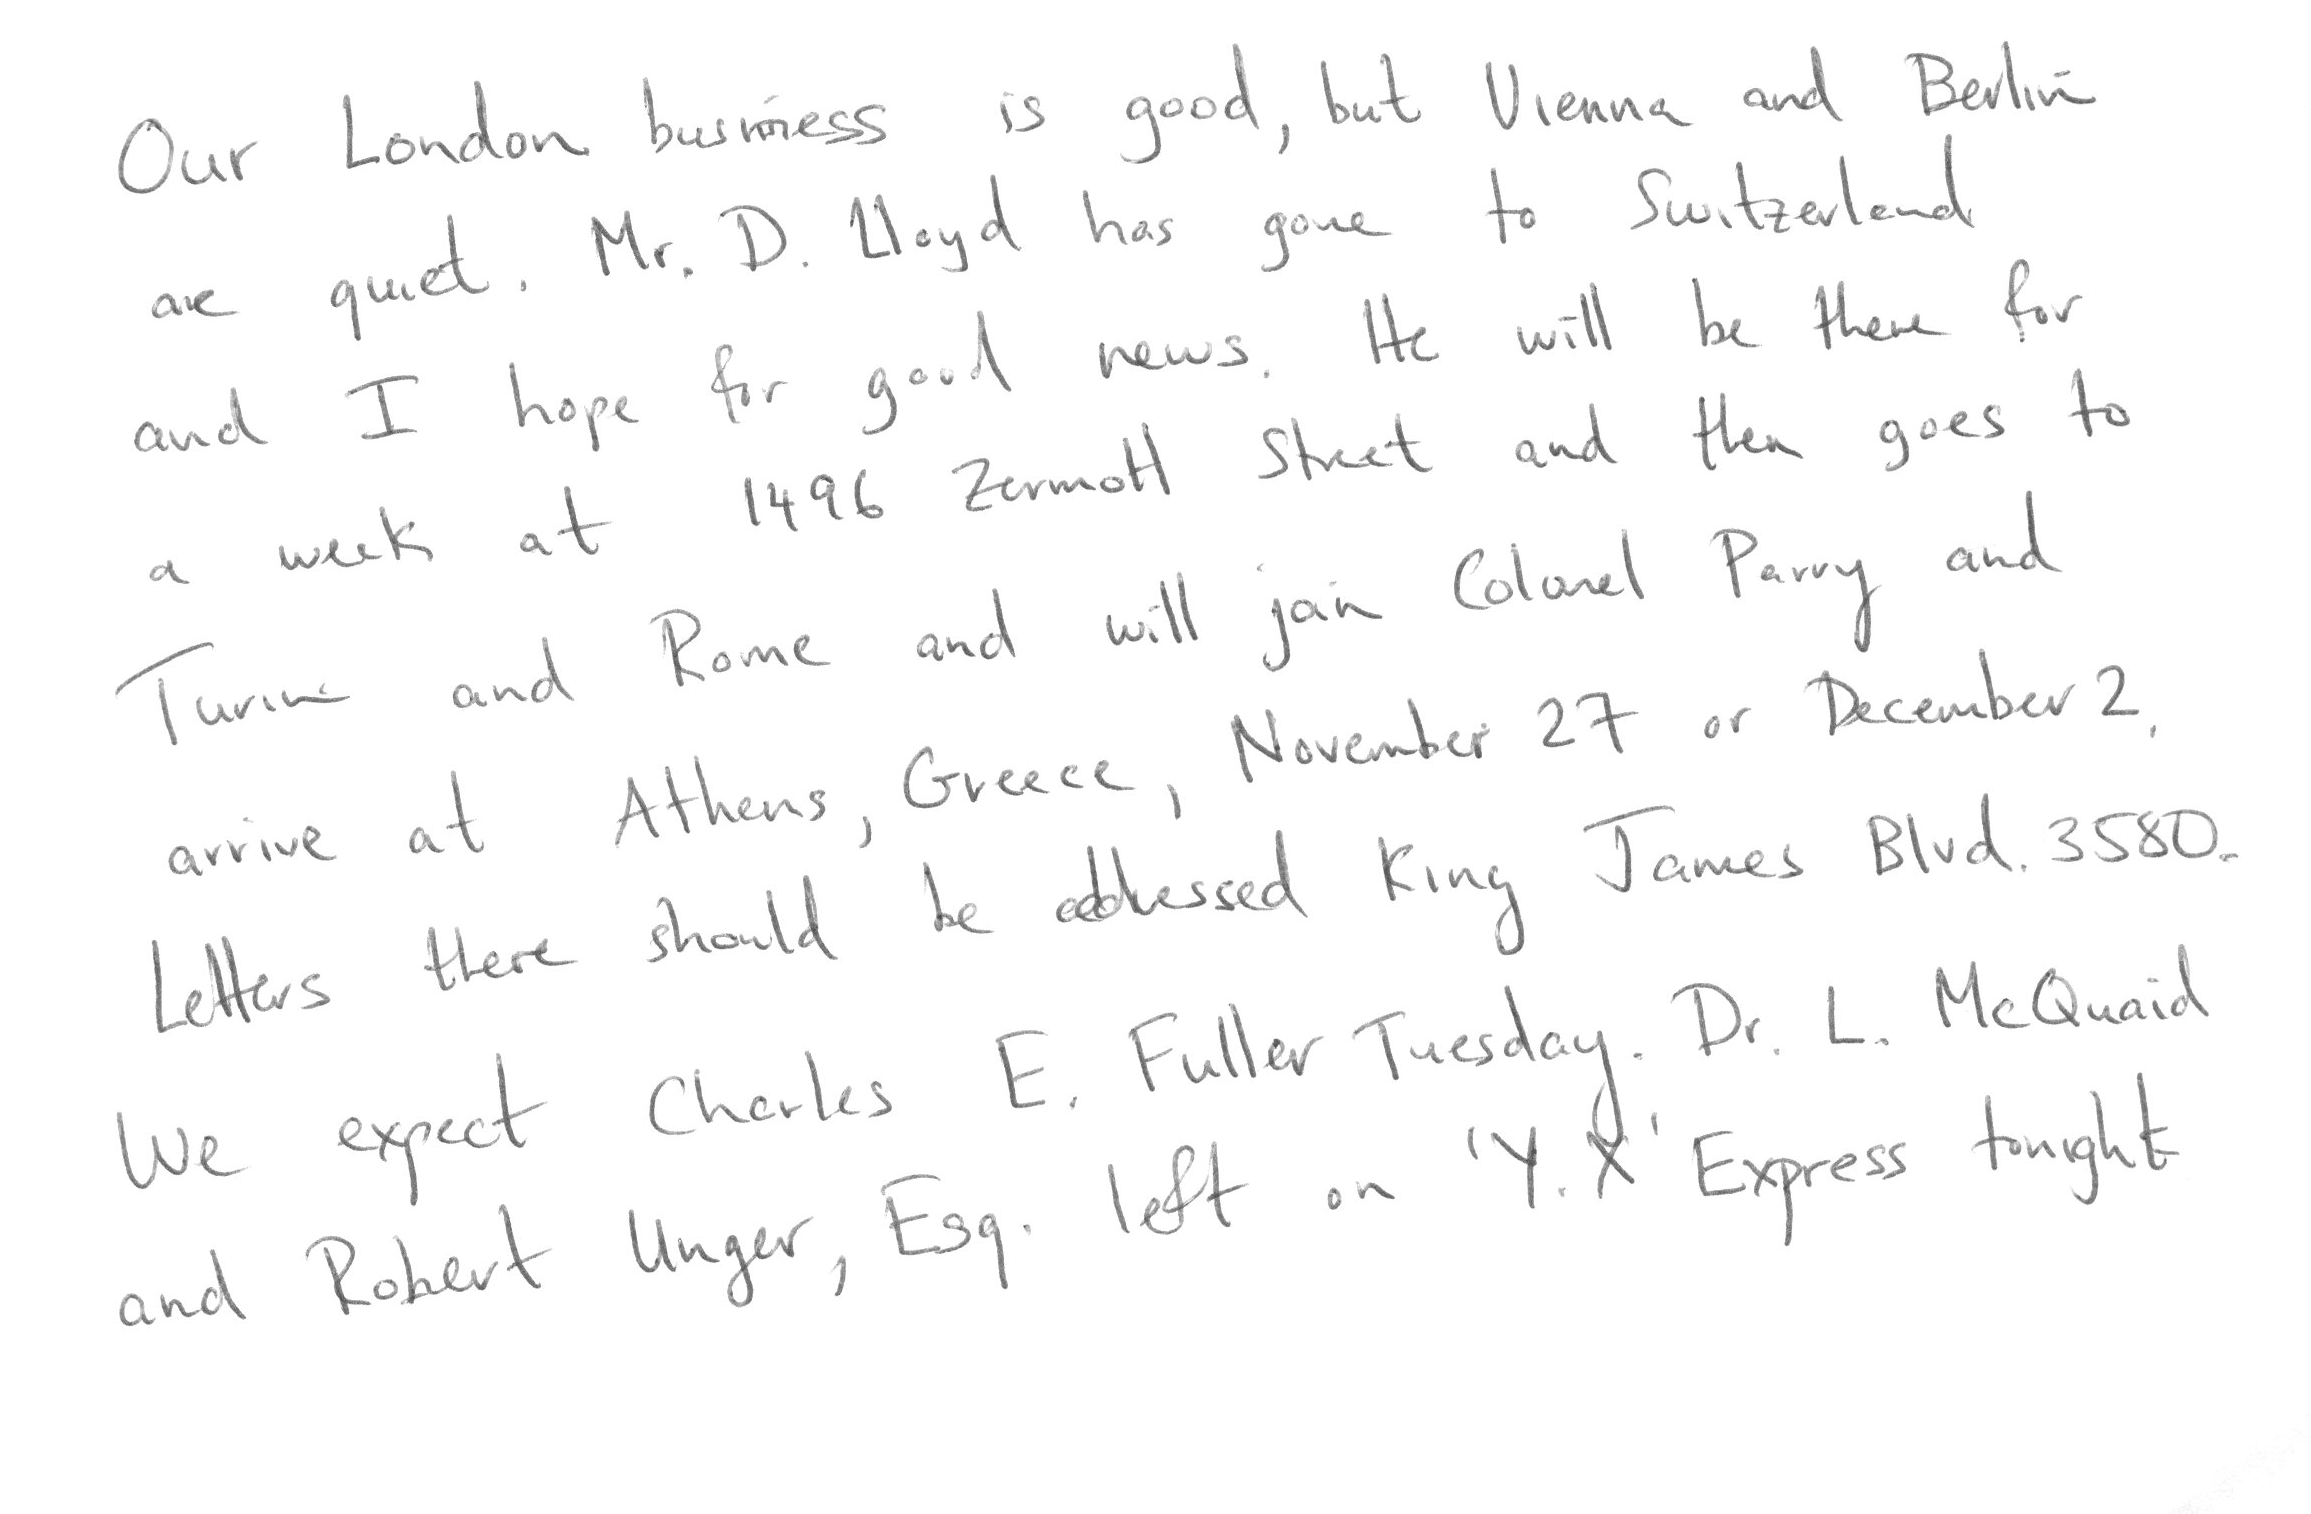 Our London business is good, but Vienna and Berlin
are quiet. Mr. D. Lloyd has gone to Switzerland
and I hope for good news. He will be there for
a week at 1496 Zermott Street and then goes to
Turin and Rome and will join Colonel Parry and
arrive at Athens, Greece, November 27 or December 2.
Letters there should be addressed King James Blvd. 3580.
We expect Charles E. Fuller Tuesday. Dr. L. McQuaid
and Robert Unger, Esq. left on 'Y.X' Express tonight